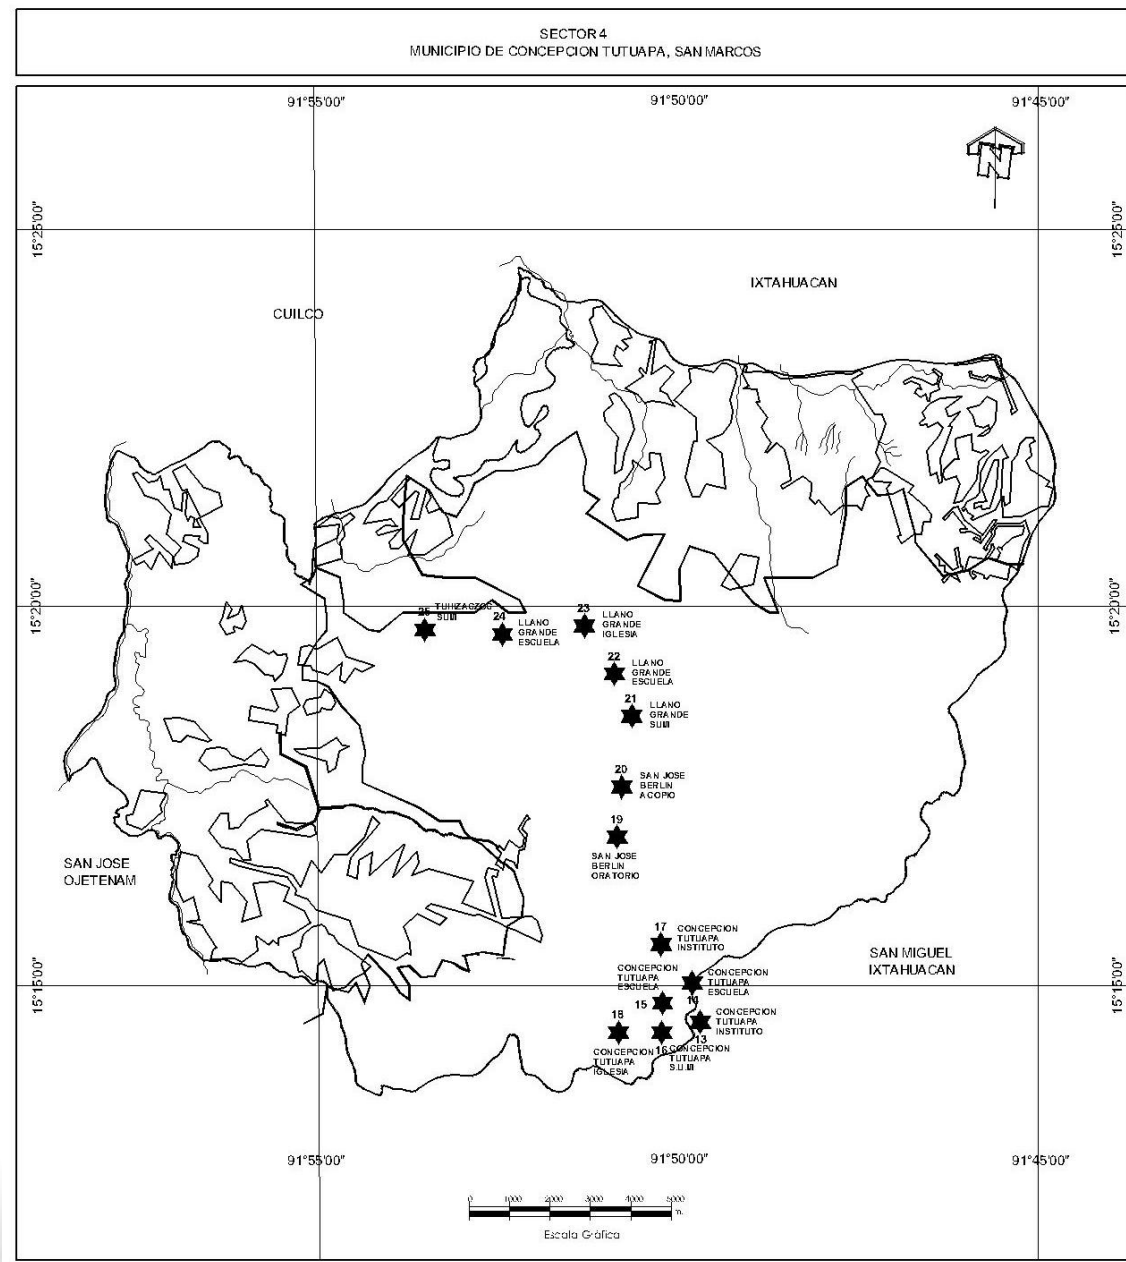 SECTOR 4
MUNICIPIO DE CONCEPCION TUTUAPA, SAN MARCOS
91°55'00"
91°50'00"
91°45'00"
N
15°25'00"
15°25'00"
IXTAHUACAN
CUILCO
15°20'00"
15°20'00"
25
TUHIZACZOC
SUM
24
LLANO
GRANDE
ESCUELA
23
LLANO
GRANDE
IGLESIA
22
LLANO
GRANDE
ESCUELA
21
LLANO
GRANDE
SUM
20
SAN JOSE
BERLIN
ACOPIO
19
SAN JOSE
BERLIN
ORATORIO
SAN JOSE
OJETENAM
17
CONCEPCION
TUTUAPA
INSTITUTO
SAN MIGUEL
IXTAHUACAN
15°15'00"
15°15'00"
CONCEPCION
TUTUAPA
ESCUELA
15
CONCEPCION
TUTUAPA
ESCUELA
14
CONCEPCION
TUTUAPA
INSTITUTO
13
18
CONCEPCION
TUTUAPA
IGLESIA
16
CONCEPCION
TUTUAPA
S.U.M
91°55'00"
91°50'00"
91°45'00"
0 1000 2000 3000 4000 5000
m.
Escala Gráfica